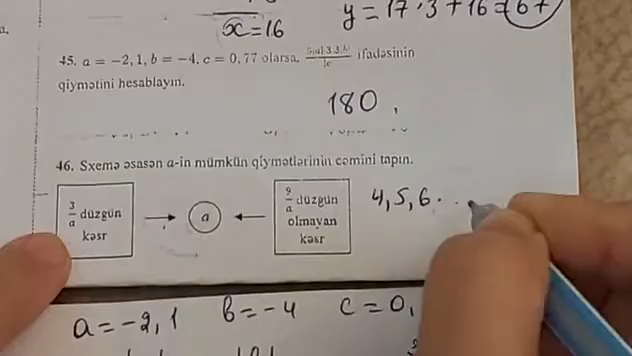 x=16
y=17·3+16=67
45. a = −2,1, b = −4, c = 0,77 olarsa, ifadəsinin
qiymətini hesablayın.
180.
46. Sxemə əsasən a-in mümkün qiymətlərinin cəmini tapın.
3/a düzgün kəsr
a
9/a düzgün olmayan kəsr
4,5,6...
a=−2,1 b=−4 c=0,